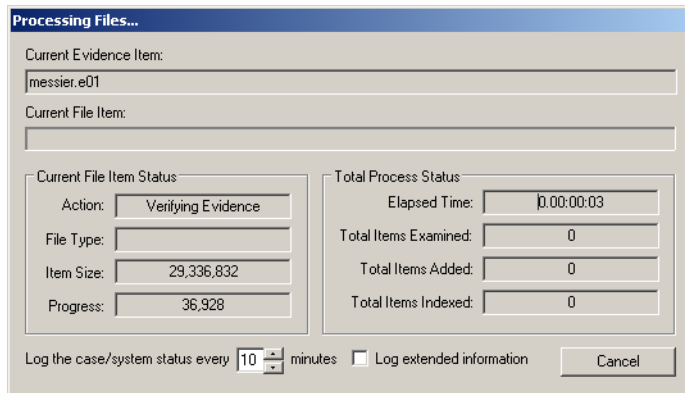 Processing Files...
Current Evidence Item:
messier.e01
Current File Item:
Current File Item Status
Action: Verifying Evidence
File Type:
Item Size: 29,336,832
Progress: 36,928
Total Process Status
Elapsed Time: 0.00:00:03
Total Items Examined: 0
Total Items Added: 0
Total Items Indexed: 0
Log the case/system status every 10 minutes Log extended information Cancel